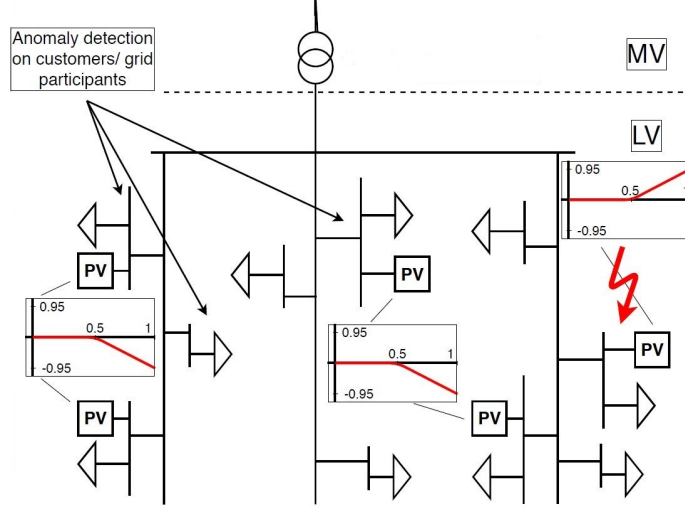 Anomaly detection
on customers/ grid
participants
MV
LV
0.95
0.5
1
-0.95
PV
PV
0.95
0.5
1
-0.95
PV
0.95
0.5
1
-0.95
PV
PV